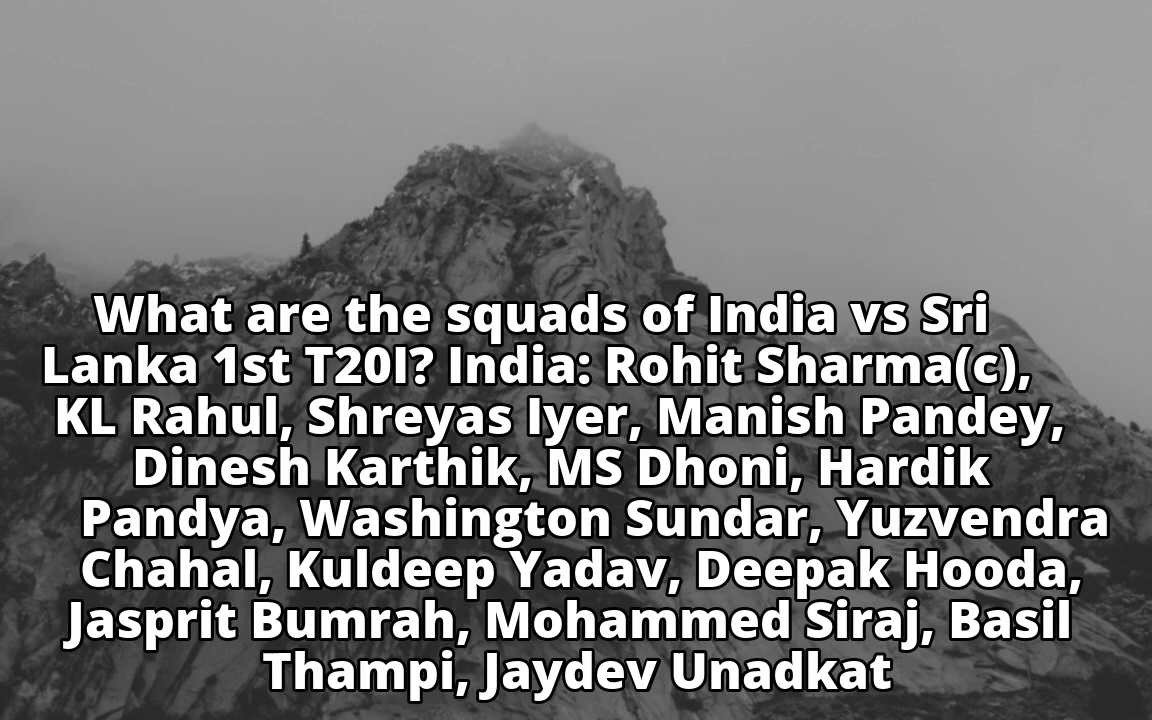 What are the squads of India vs Sri
Lanka 1st T20I? India: Rohit Sharma(c),
KL Rahul, Shreyas Iyer, Manish Pandey,
Dinesh Karthik, MS Dhoni, Hardik
Pandya, Washington Sundar, Yuzvendra
Chahal, Kuldeep Yadav, Deepak Hooda,
Jasprit Bumrah, Mohammed Siraj, Basil
Thampi, Jaydev Unadkat